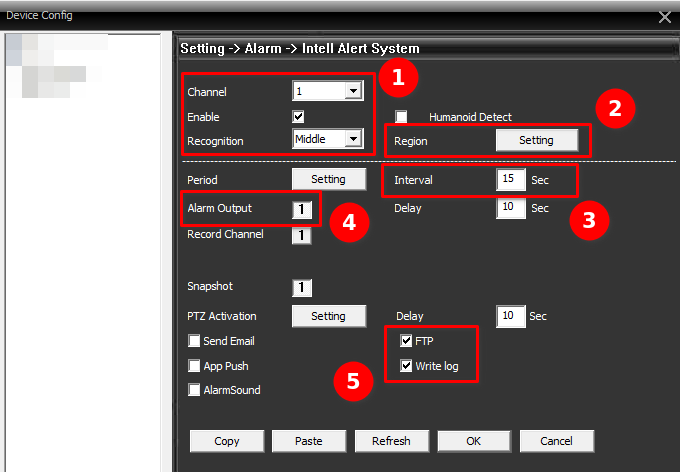 Device Config
Setting -> Alarm -> Intell Alert System
1
Channel 1
2
Enable Humanoid Detect
Recognition Middle Region Setting
Period Setting Interval 15 Sec
Alarm Output 1 Delay 10 Sec
4 3
Record Channel 1
Snapshot 1
PTZ Activation Setting Delay 10 Sec
Send Email FTP
App Push Write log
5
AlarmSound
Copy Paste Refresh OK Cancel